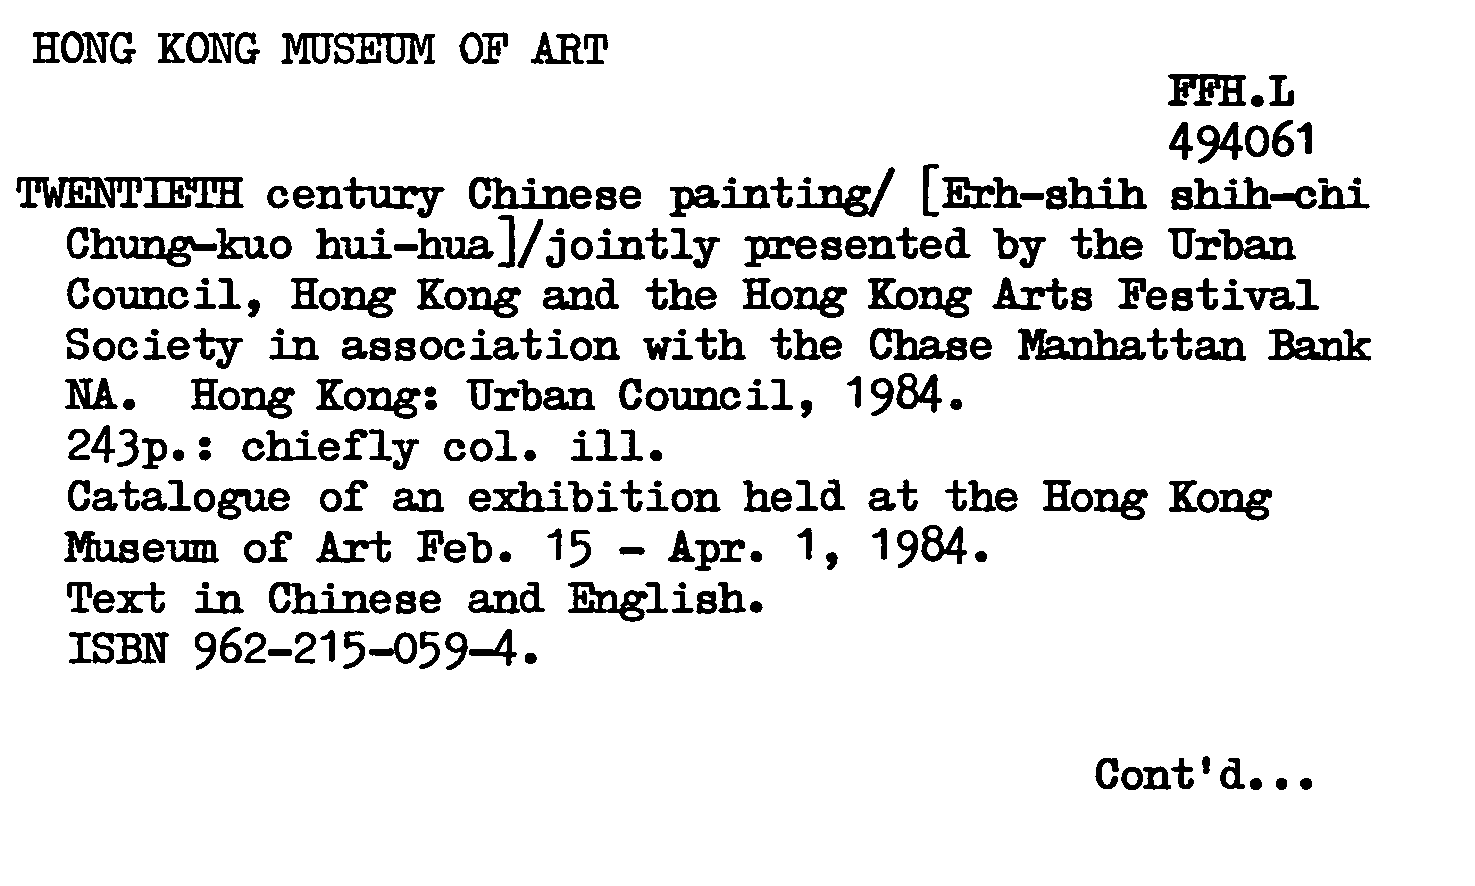 HONG KONG MUSEUM OF ART
FFH.L
494061
TWENTIETH century Chinese painting/ [Erh-shih shih-chi
Chung-kuo hui-hua]/jointly presented by the Urban
Council, Hong Kong and the Hong Kong Arts Festival
Society in association with the Chase Manhattan Bank
NA. Hong Kong: Urban Council, 1984.
243p.: chiefly col. ill.
Catalogue of an exhibition held at the Hong Kong
Museum of Art Feb. 15 - Apr. 1, 1984.
Text in Chinese and English.
ISBN 962-215-059-4.
Cont'd...